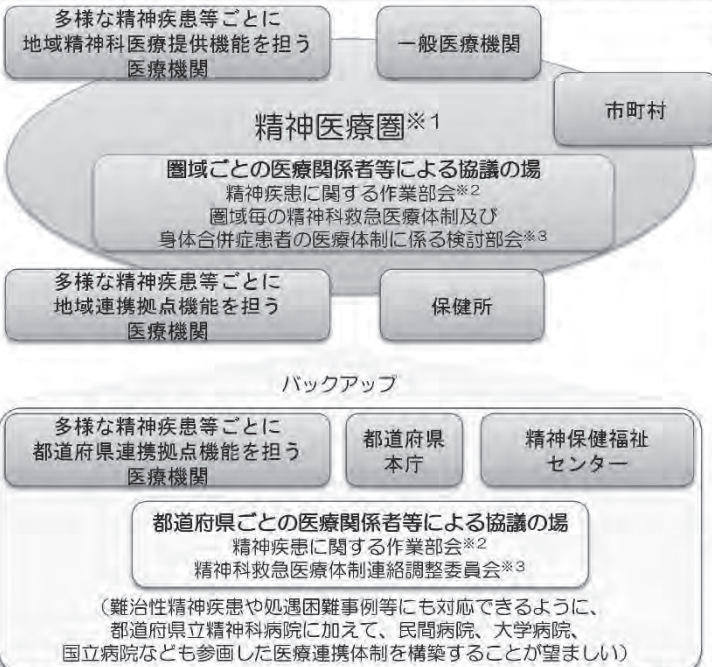 多様な精神疾患等ごとに
地域精神科医療提供機能を担う
医療機関
一般医療機関
市町村
精神医療圏※1
圏域ごとの医療関係者等による協議の場
精神疾患に関する作業部会※2
圏域毎の精神科救急医療体制及び
身体合併症患者の医療体制に係る検討部会※3
多様な精神疾患等ごとに
地域連携拠点機能を担う
医療機関
保健所
バックアップ
多様な精神疾患等ごとに
都道府県連携拠点機能を担う
医療機関
都道府県
本庁
精神保健福祉
センター
都道府県ごとの医療関係者等による協議の場
精神疾患に関する作業部会※2
精神科救急医療体制連絡調整委員会※3
（難治性精神疾患や処遇困難事例等にも対応できるように、
都道府県立精神科病院に加えて、民間病院、大学病院、
国立病院なども参画した医療連携体制を構築することが望ましい）